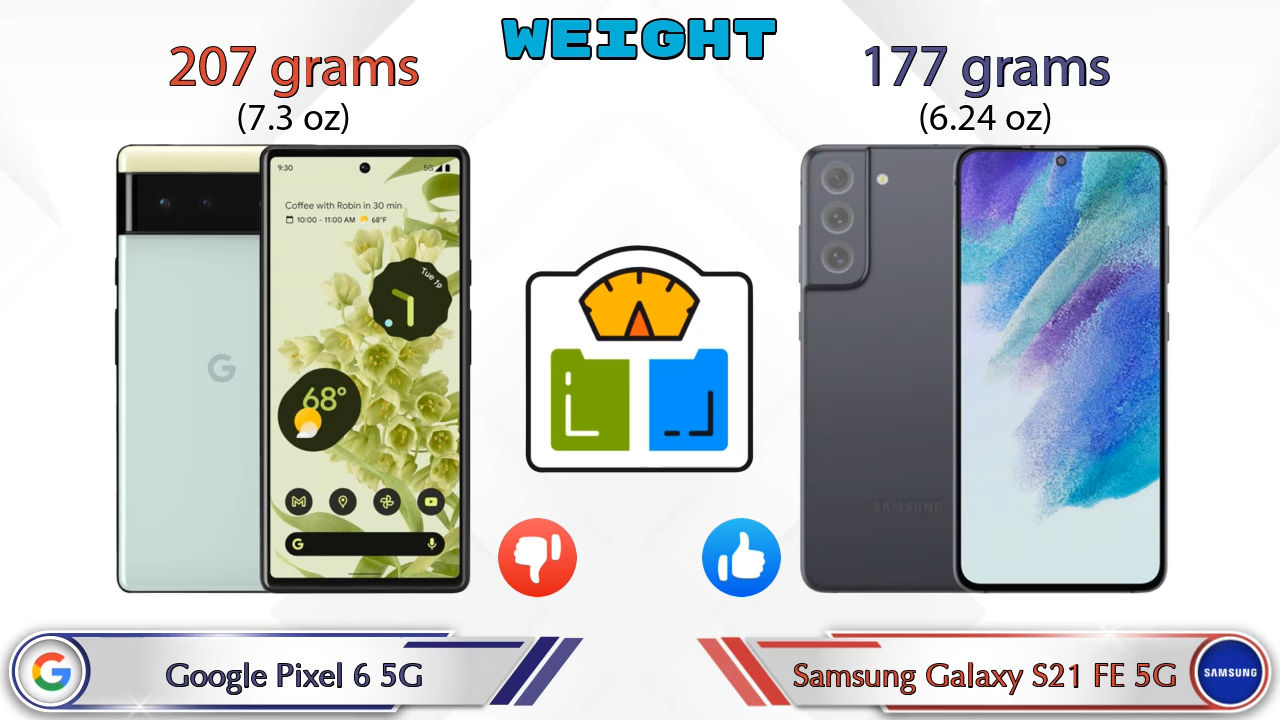 WEIGHT
207 grams
(7.3 oz)
177 grams
(6.24 oz)
9:30
5G
Coffee with Robin in 30 min
10:00 - 11:00 AM 68°F
Tue 19
68°
G
G
SAMSUNG
G
Google Pixel 6 5G
Samsung Galaxy S21 FE 5G
SAMSUNG